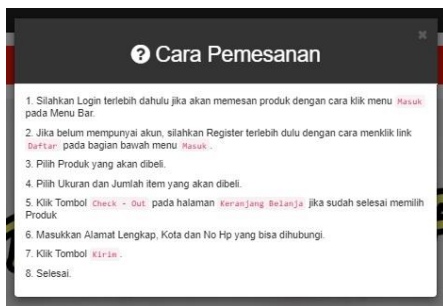 Cara Pemesanan
1. Silahkan Login terlebih dahulu jika akan memesan produk dengan cara klik menu Masuk
pada Menu Bar.
2. Jika belum mempunyai akun, silahkan Register terlebih dulu dengan cara menklik link
Daftar pada bagian bawah menu Masuk.
3. Pilih Produk yang akan dibeli.
4. Pilih Ukuran dan Jumlah item yang akan dibeli.
5. Klik Tombol Check - Out pada halaman Keranjang Belanja jika sudah selesai memilih
Produk
6. Masukkan Alamat Lengkap, Kota dan No Hp yang bisa dihubungi.
7. Klik Tombol Kirim.
8. Selesai.